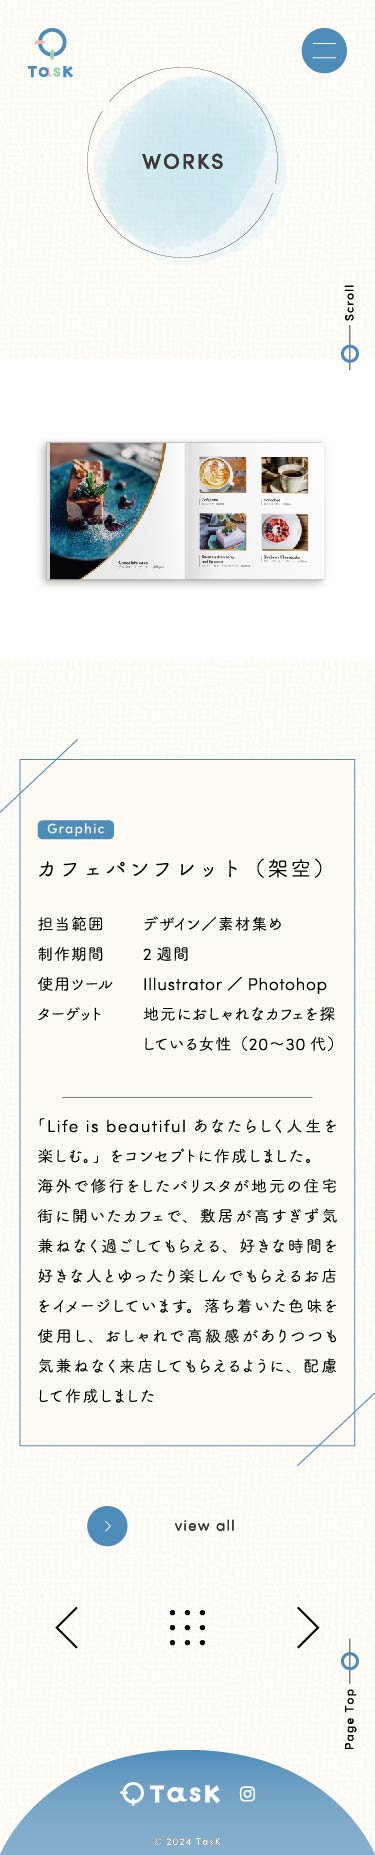 TasK
WORKS
Scroll
Graphic
カフェパンフレット（架空）
担当範囲 デザイン／素材集め
制作期間 2 週間
使用ツール Illustrator ／ Photohop
ターゲット 地元におしゃれなカフェを探
している女性（20～30 代）
「Life is beautiful あなたらしく人生を
楽しむ。」をコンセプトに作成しました。
海外で修行をしたバリスタが地元の住宅
街に開いたカフェで、敷居が高すぎず気
兼ねなく過ごしてもらえる、好きな時間を
好きな人とゆったり楽しんでもらえるお店
をイメージしています。落ち着いた色味を
使用し、おしゃれで高級感がありつつも
気兼ねなく来店してもらえるように、配慮
して作成しました
view all
Page Top
TasK
© 2024 TasK